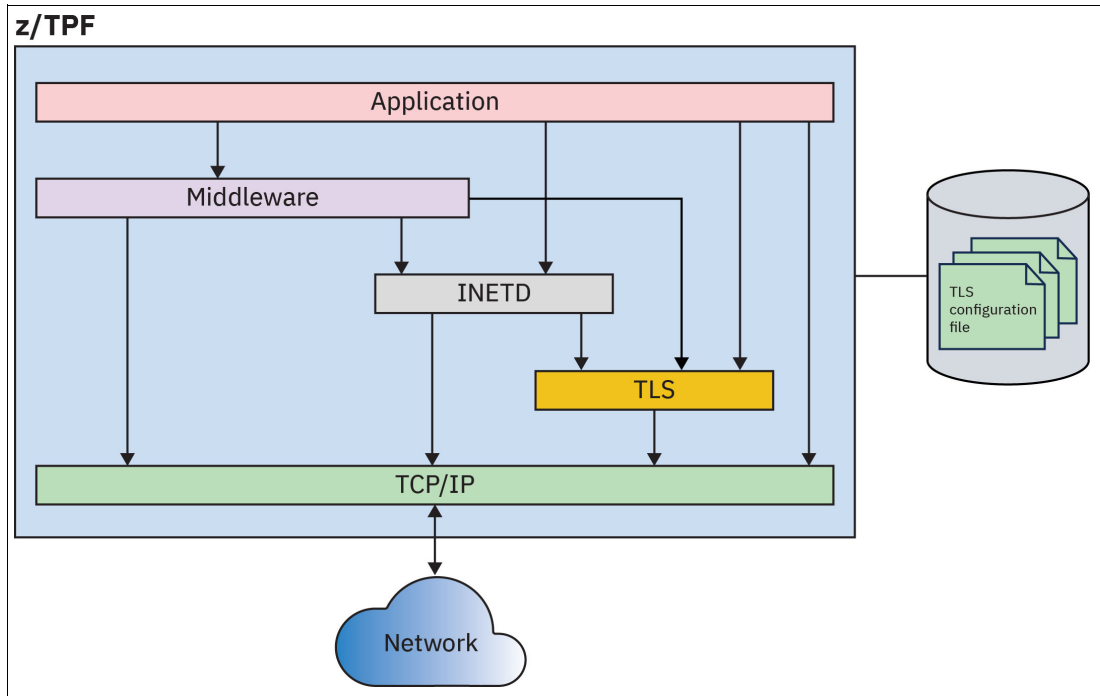 z/TPF
Application
Middleware
INETD
TLS
configuration
file
TLS
TCP/IP
Network